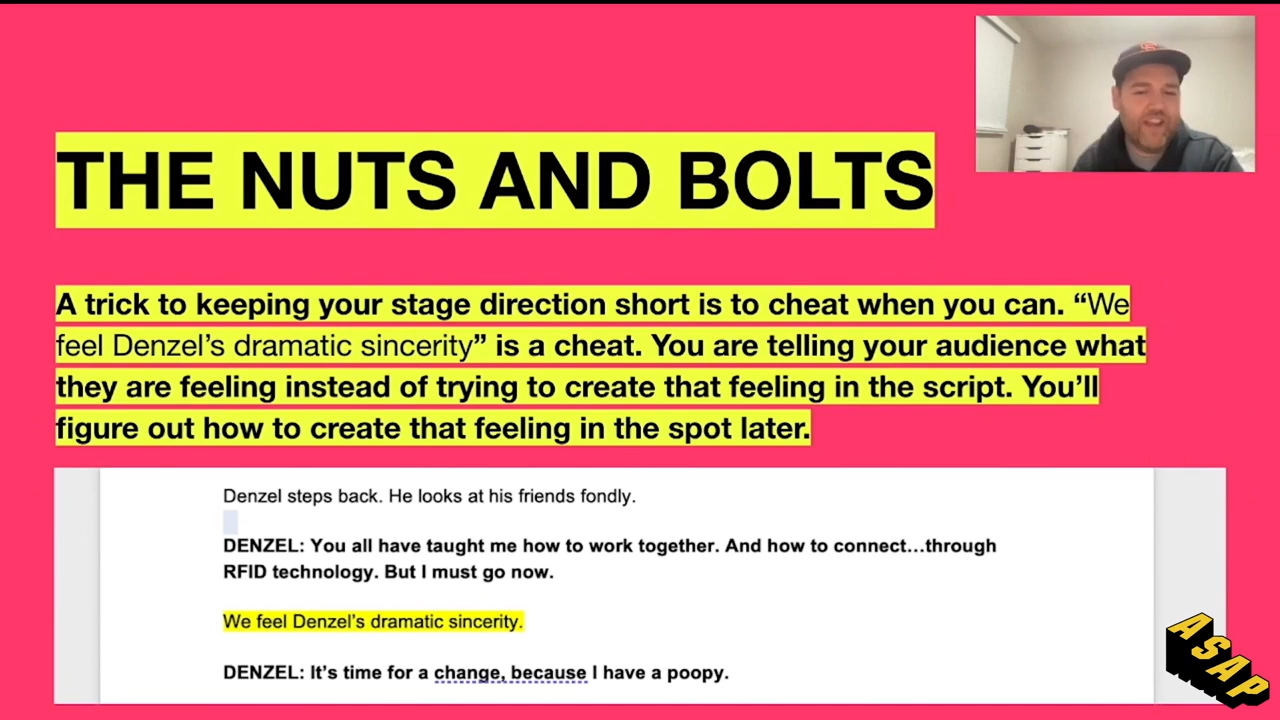 THE NUTS AND BOLTS
A trick to keeping your stage direction short is to cheat when you can. “We
feel Denzel’s dramatic sincerity” is a cheat. You are telling your audience what
they are feeling instead of trying to create that feeling in the script. You’ll
figure out how to create that feeling in the spot later.
Denzel steps back. He looks at his friends fondly.
DENZEL: You all have taught me how to work together. And how to connect…through
RFID technology. But I must go now.
We feel Denzel’s dramatic sincerity.
DENZEL: It’s time for a change, because I have a poopy.
ASAP